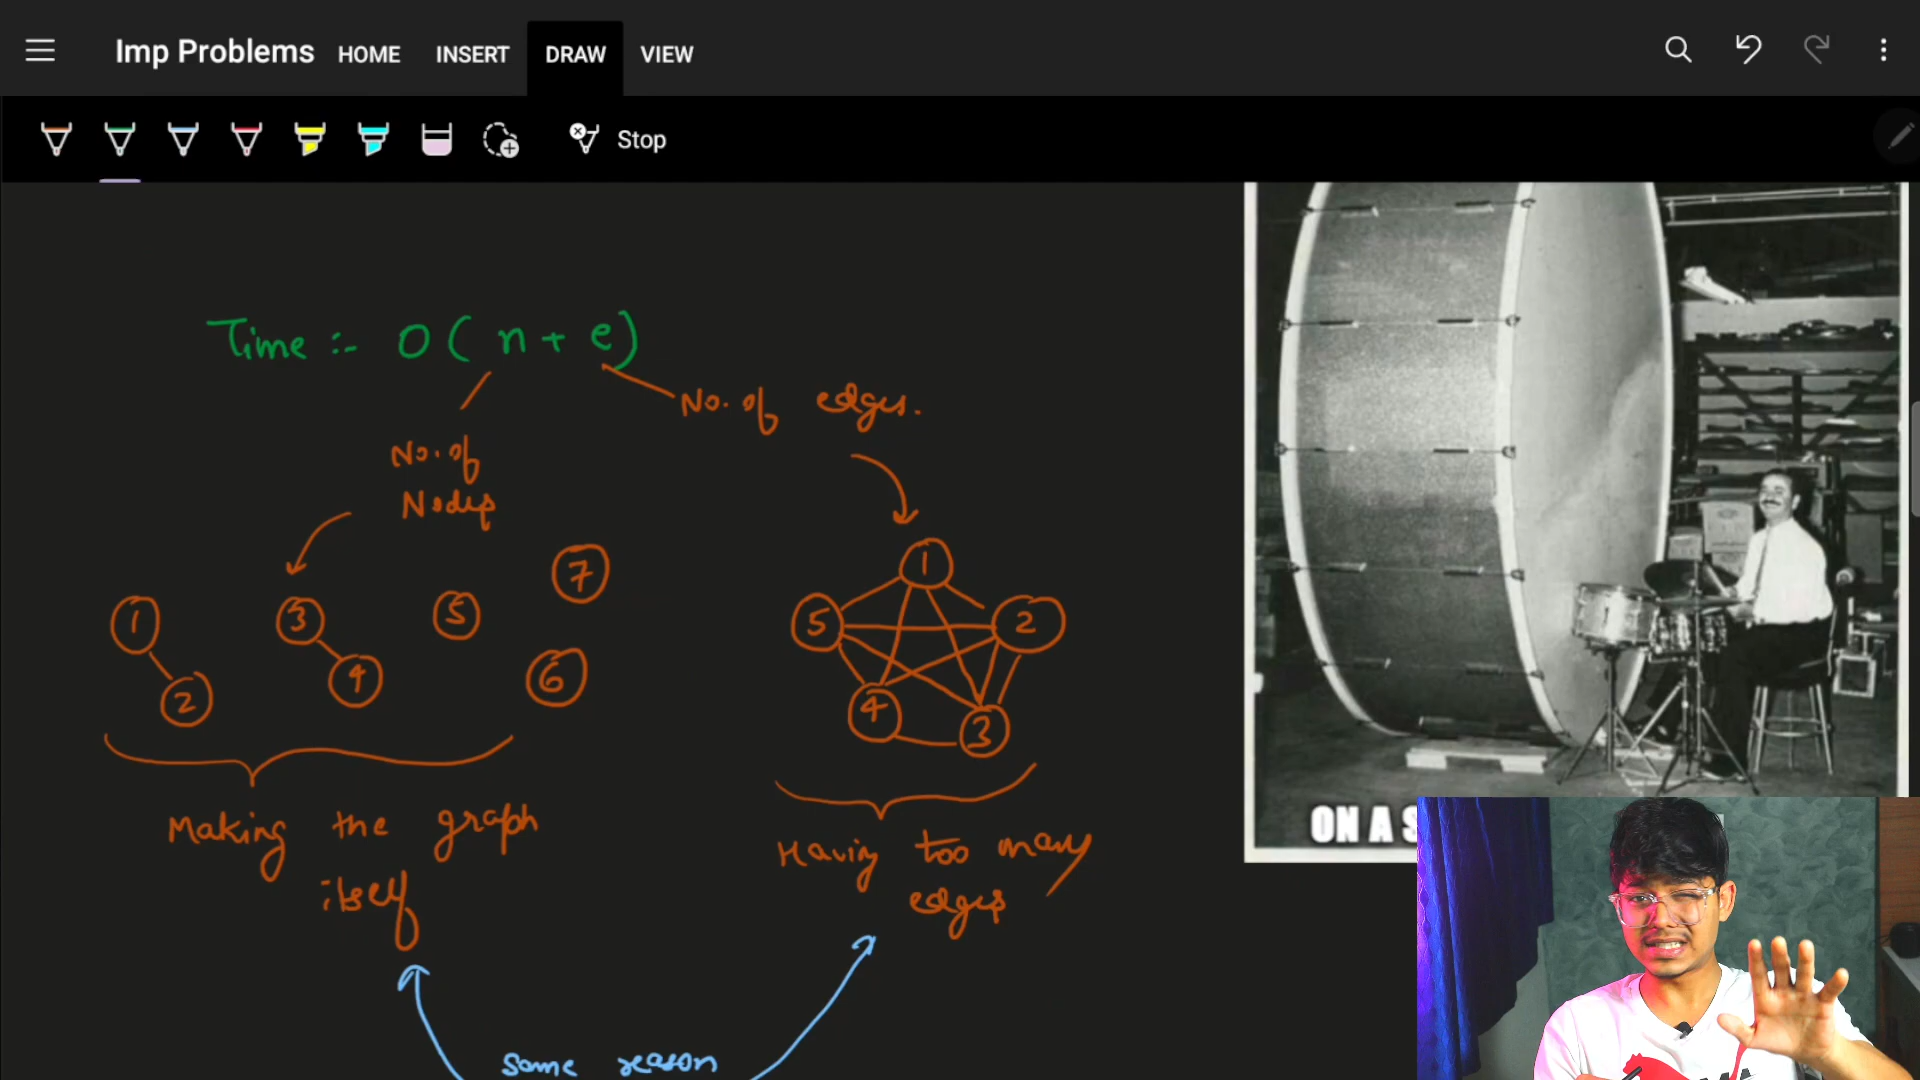 Imp Problems HOME INSERT DRAW VIEW
Stop
Time :- O( n + e)
No. of edges.
No. of
Nodes
1
2
3
4
5
6
7
1
5
2
4
3
Making the graph
itself
Having too many
edges
Same reason
ON A S